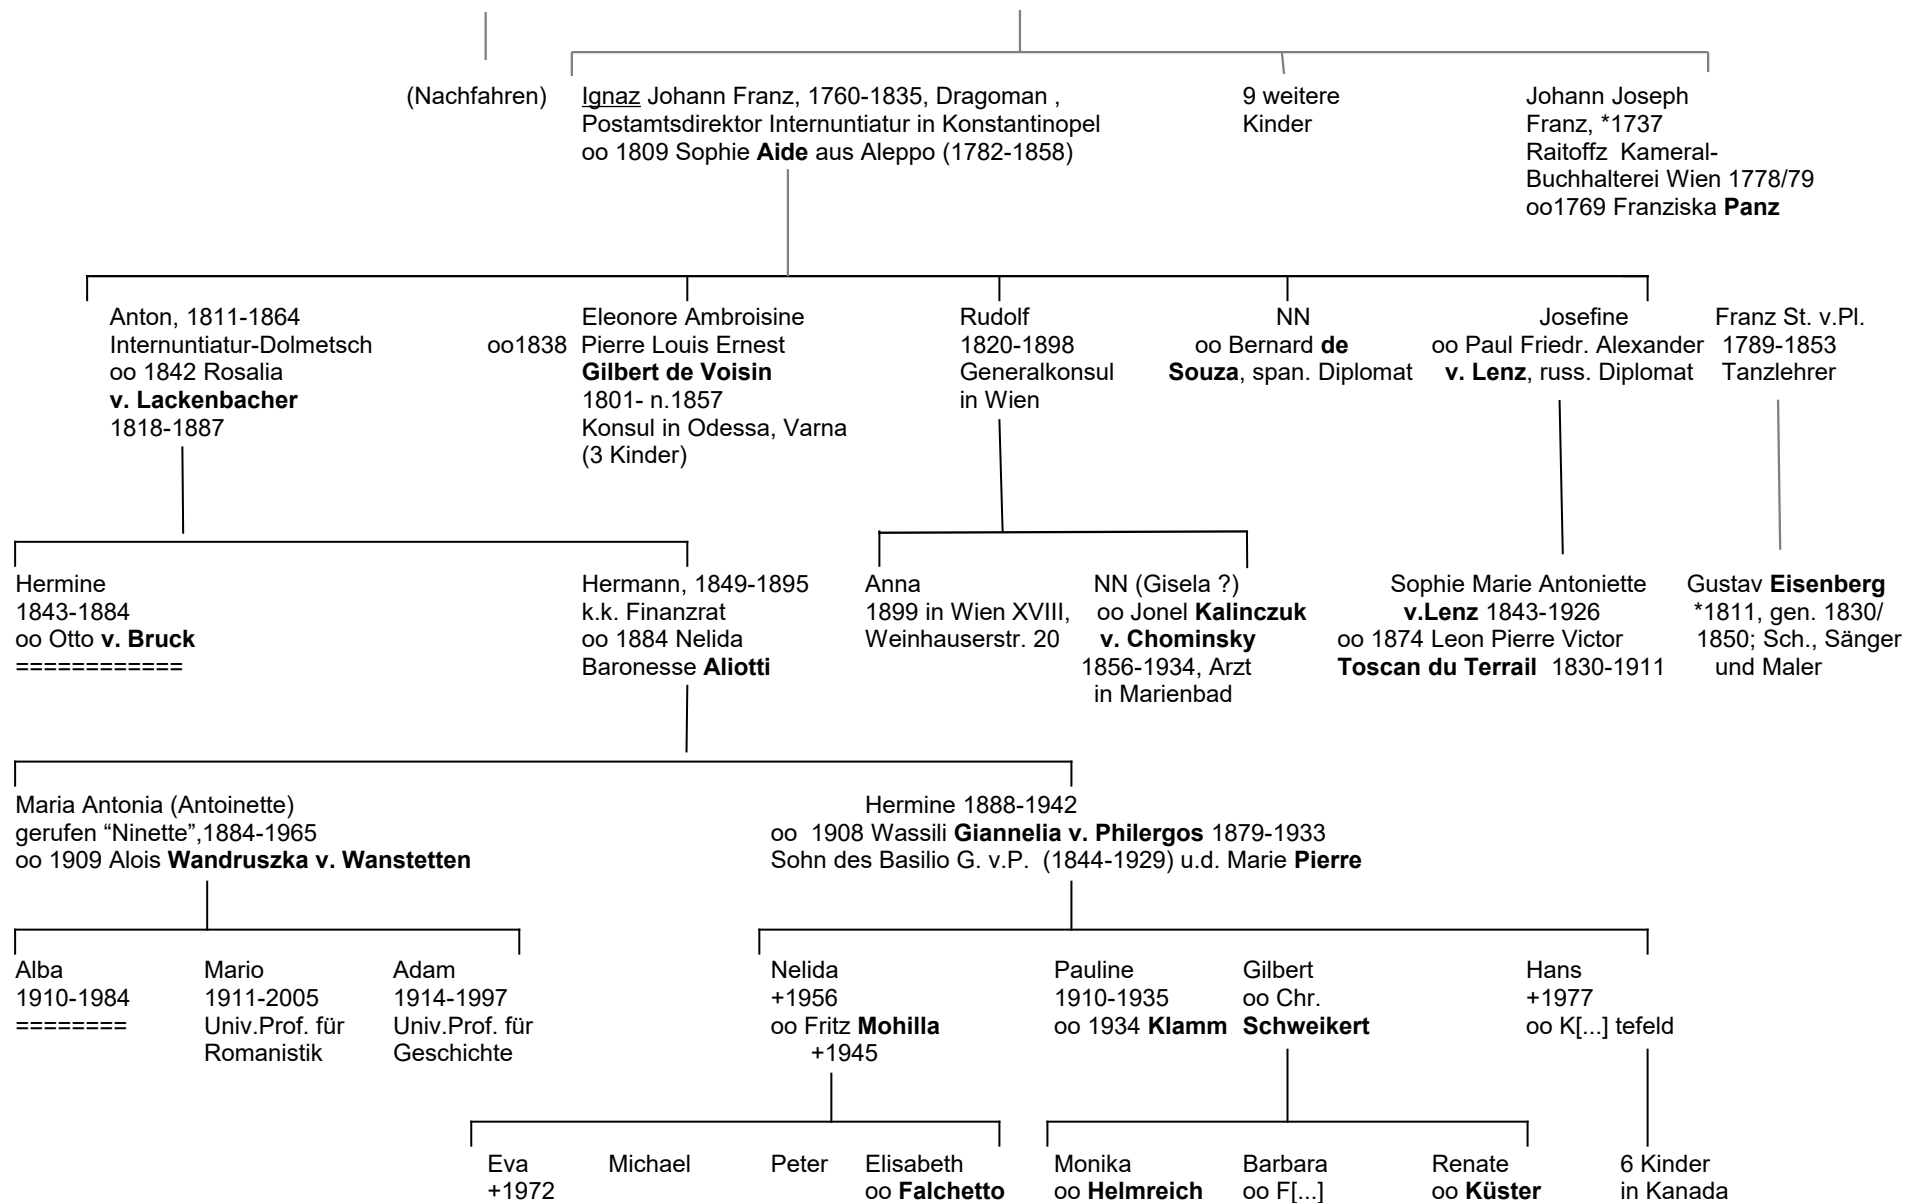 (Nachfahren)
Ignaz Johann Franz, 1760-1835, Dragoman ,
Postamtsdirektor Internuntiatur in Konstantinopel
oo 1809 Sophie Aide aus Aleppo (1782-1858)
9 weitere
Kinder
Johann Joseph
Franz, *1737
Raitoffz Kameral-
Buchhalterei Wien 1778/79
oo1769 Franziska Panz
Anton, 1811-1864
Internuntiatur-Dolmetsch
oo 1842 Rosalia
v. Lackenbacher
1818-1887
Eleonore Ambroisine
oo1838 Pierre Louis Ernest
Gilbert de Voisin
1801- n.1857
Konsul in Odessa, Varna
(3 Kinder)
Rudolf
1820-1898
Generalkonsul
in Wien
NN
oo Bernard de
Souza, span. Diplomat
Josefine
oo Paul Friedr. Alexander
v. Lenz, russ. Diplomat
Franz St. v.Pl.
1789-1853
Tanzlehrer
Hermine
1843-1884
oo Otto v. Bruck
============
Hermann, 1849-1895
k.k. Finanzrat
oo 1884 Nelida
Baronesse Aliotti
Anna
1899 in Wien XVIII,
Weinhauserstr. 20
NN (Gisela ?)
oo Jonel Kalinczuk
v. Chominsky
1856-1934, Arzt
in Marienbad
Sophie Marie Antoniette
v.Lenz 1843-1926
oo 1874 Leon Pierre Victor
Toscan du Terrail 1830-1911
Gustav Eisenberg
*1811, gen. 1830/
1850; Sch., Sänger
und Maler
Maria Antonia (Antoinette)
gerufen “Ninette”,1884-1965
oo 1909 Alois Wandruszka v. Wanstetten
Hermine 1888-1942
oo 1908 Wassili Giannelia v. Philergos 1879-1933
Sohn des Basilio G. v.P. (1844-1929) u.d. Marie Pierre
Alba
1910-1984
========
Mario
1911-2005
Univ.Prof. für
Romanistik
Adam
1914-1997
Univ.Prof. für
Geschichte
Nelida
+1956
oo Fritz Mohilla
+1945
Pauline
1910-1935
oo 1934 Klamm
Gilbert
oo Chr.
Schweikert
Hans
+1977
oo K[...] tefeld
Eva
+1972
Michael
Peter
Elisabeth
oo Falchetto
Monika
oo Helmreich
Barbara
oo F[...]
Renate
oo Küster
6 Kinder
in Kanada